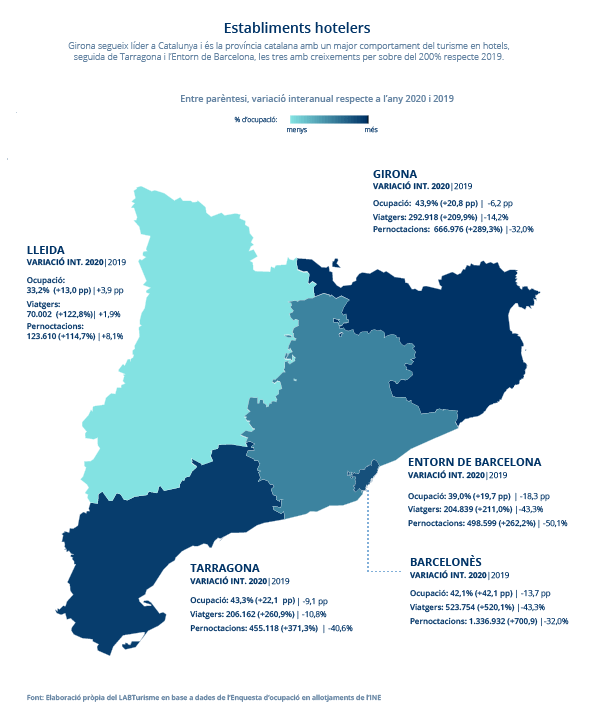 Establiments hotelers
Girona segueix líder a Catalunya i és la província catalana amb un major comportament del turisme en hotels,
seguida de Tarragona i l'Entorn de Barcelona, les tres amb creixements per sobre del 200% respecte 2019.
Entre parèntesi, variació interanual respecte a l'any 2020 i 2019
% d'ocupació:
menys
més
GIRONA
VARIACIÓ INT. 2020|2019
Ocupació: 43,9% (+20,8 pp) | -6,2 pp
Viatgers: 292.918 (+209,9%)|-14,2%
Pernoctacions: 666.976 (+289,3%)|-32,0%
LLEIDA
VARIACIÓ INT. 2020|2019
Ocupació:
33,2% (+13,0 pp)|+3,9 pp
Viatgers:
70.002 (+122,8%)| +1,9%
Pernoctacions:
123.610 (+114,7%)|+8,1%
ENTORN DE BARCELONA
VARIACIÓ INT. 2020|2019
Ocupació: 39,0% (+19,7 pp) | -18,3 pp
Viatgers: 204.839 (+211,0%)|-43,3%
Pernoctacions: 498.599 (+262,2%)|-50,1%
BARCELONÈS
VARIACIÓ INT. 2020|2019
Ocupació: 42,1% (+42,1 pp) | -13,7 pp
Viatgers: 523.754 (+520,1%)|-43,3%
Pernoctacions: 1.336.932 (+700,9)|-32,0%
TARRAGONA
VARIACIÓ INT. 2020|2019
Ocupació: 43,3% (+22,1 pp)| -9,1 pp
Viatgers: 206.162 (+260,9%)| -10,8%
Pernoctacions: 455.118 (+371,3%) | -40,6%
Font: Elaboració pròpia del LABTurisme en base a dades de l'Enquesta d'ocupació en allotjaments de l'INE